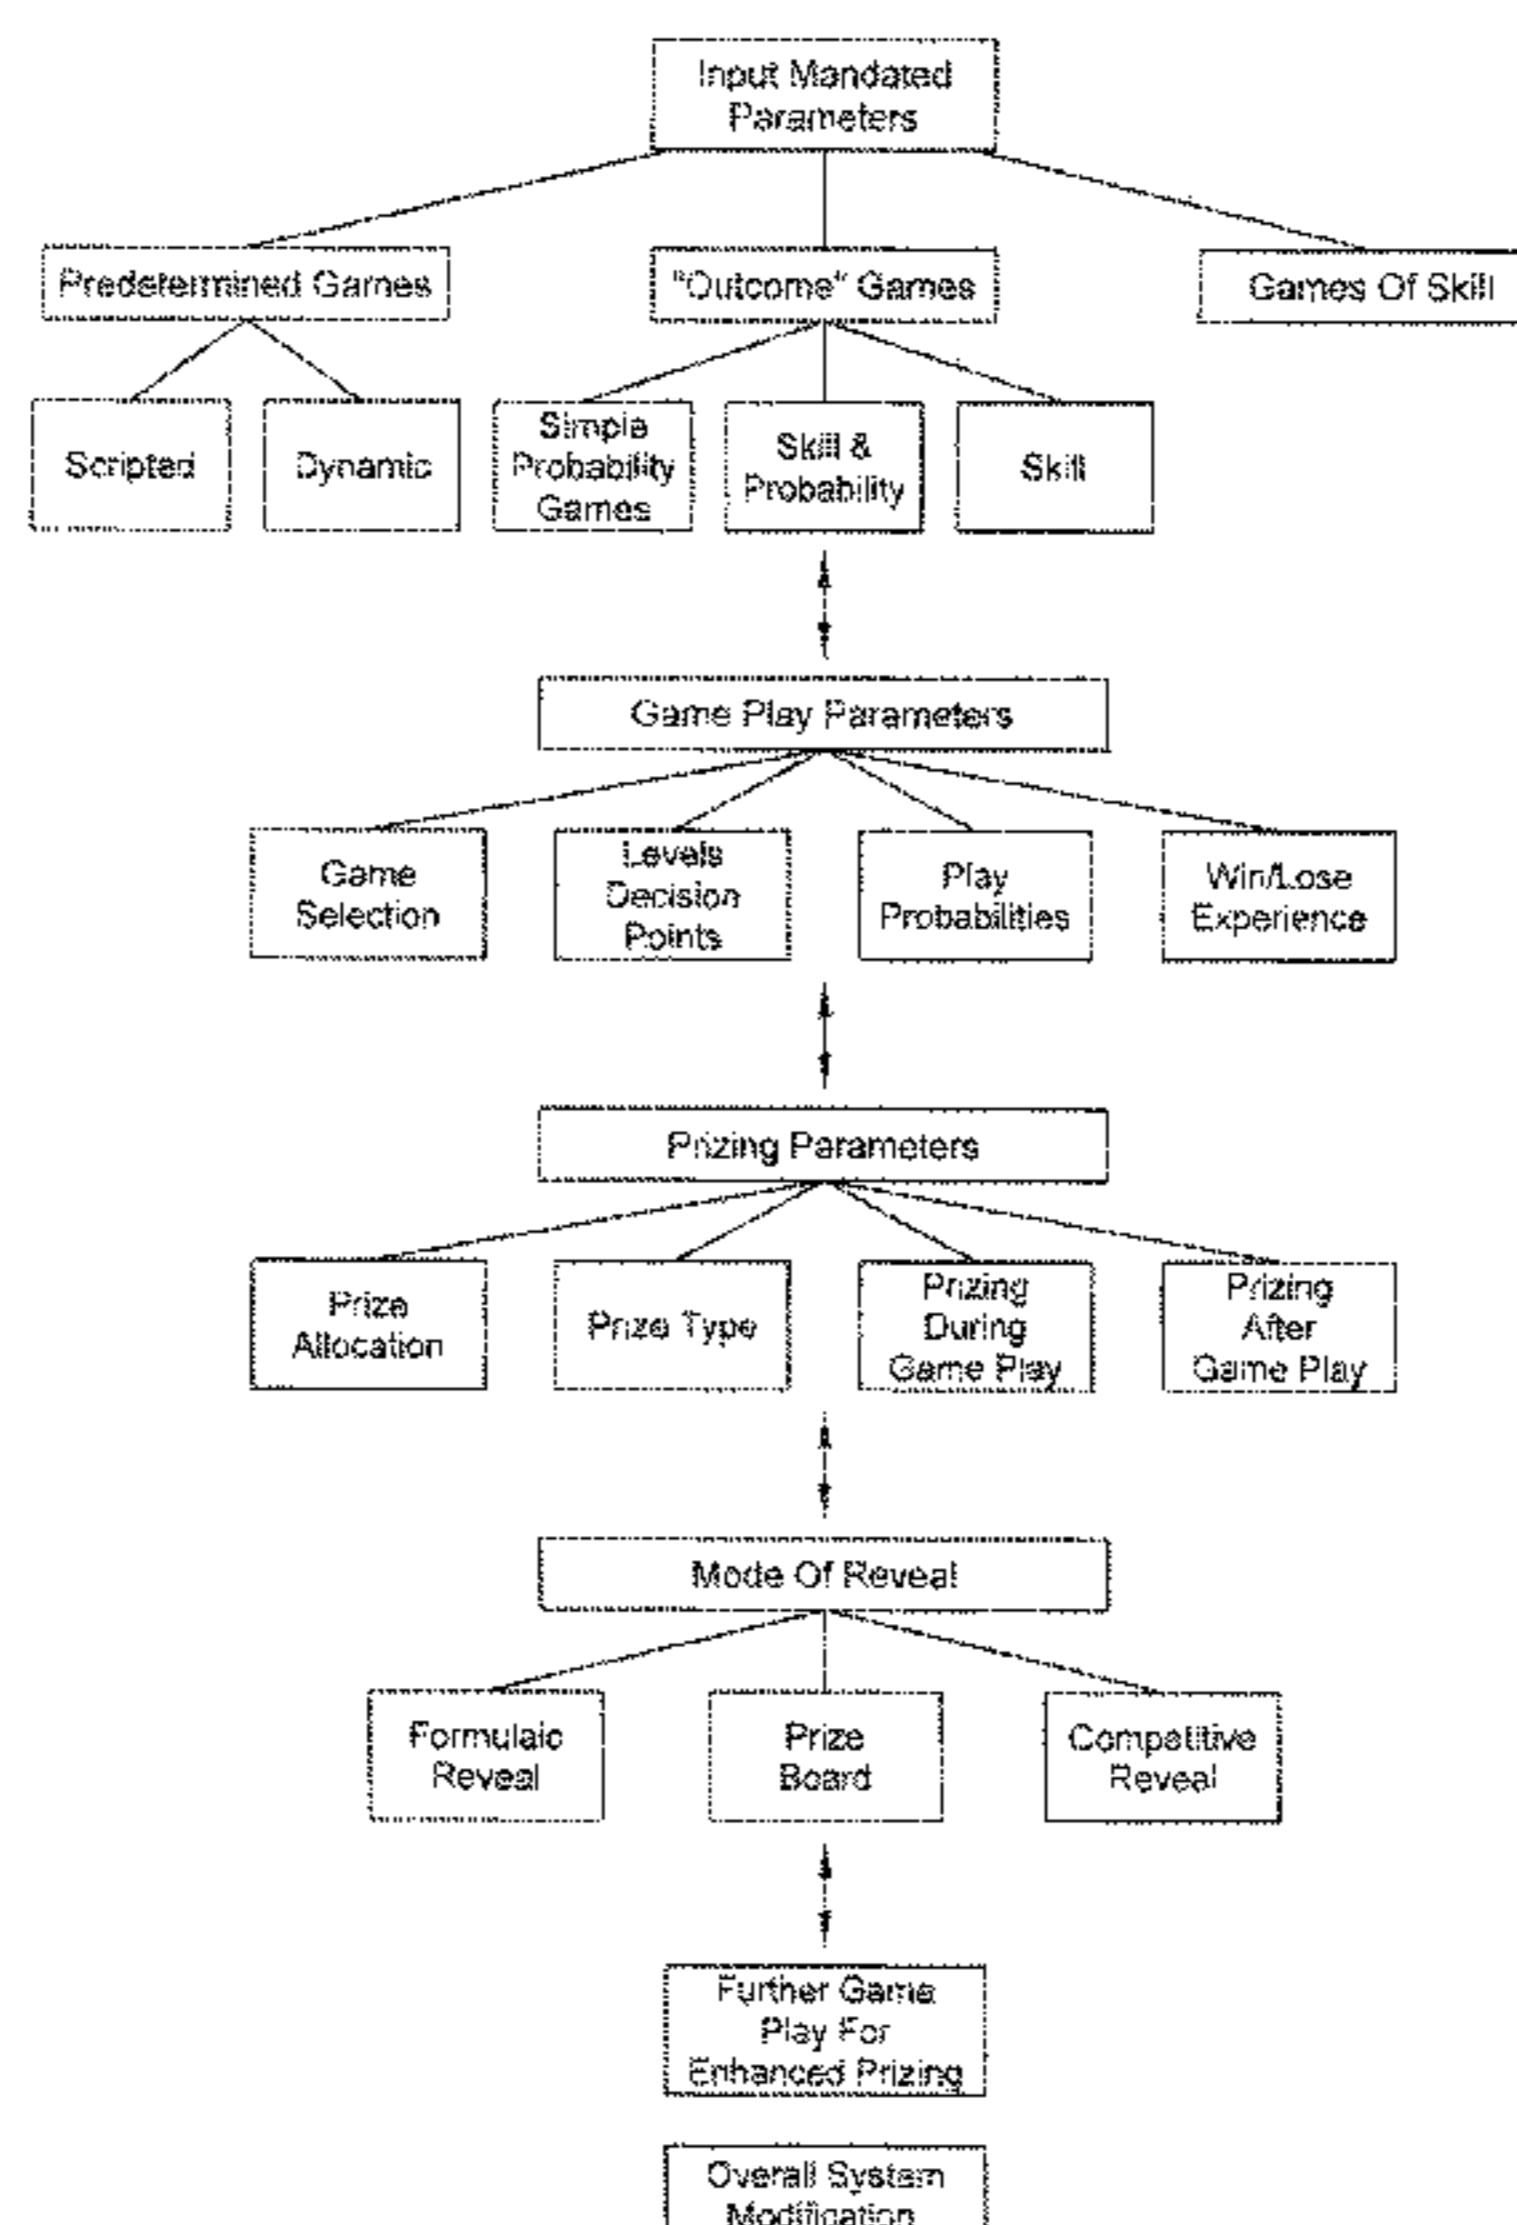 Input Mandated
Parameters
Predetermined Games
"Outcome" Games
Games Of Skill
Scripted
Dynamic
Simple
Probability
Games
Skill &
Probability
Skill
Game Play Parameters
Game
Selection
Levels
Decision
Points
Play
Probabilities
Win/Lose
Experience
Prizing Parameters
Prize
Allocation
Prize Type
Prizing
During
Game Play
Prizing
After
Game Play
Mode Of Reveal
Formulaic
Reveal
Prize
Board
Competitive
Reveal
Further Game
Play For
Enhanced Prizing
Overall System
Modification